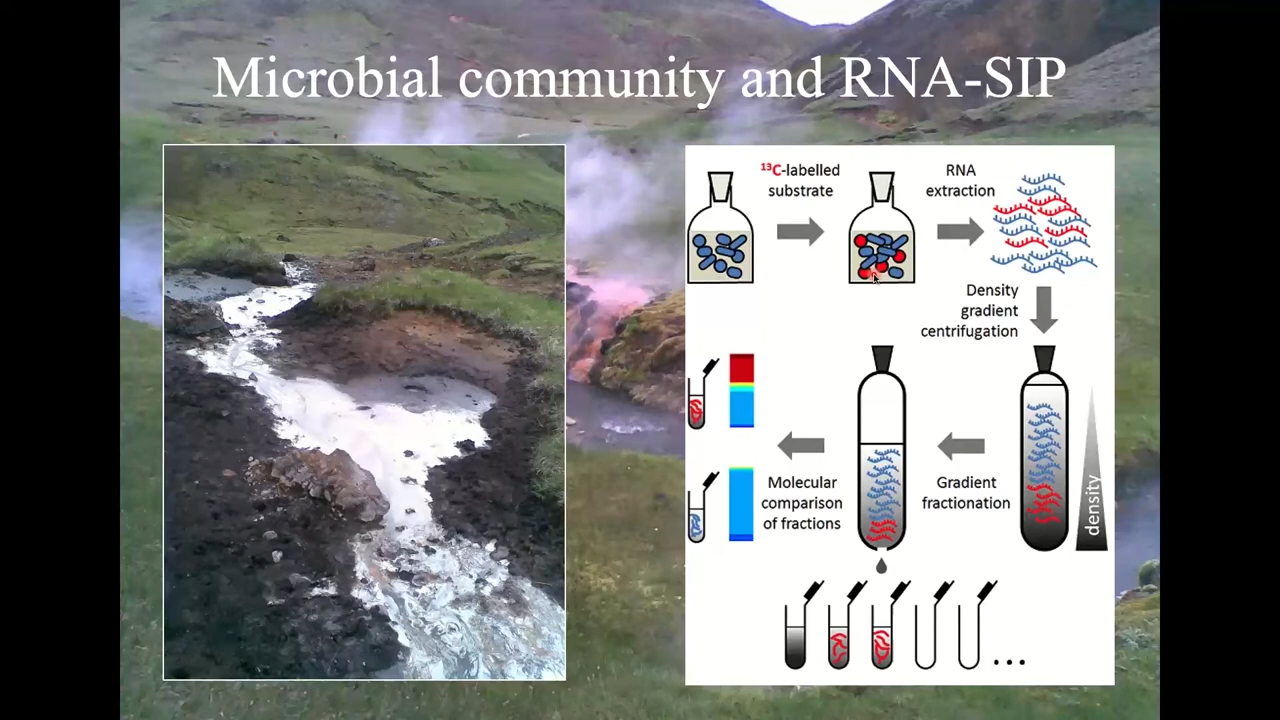 Microbial community and RNA-SIP
¹³C-labelled
substrate
RNA
extraction
Density
gradient
centrifugation
density
Gradient
fractionation
Molecular
comparison
of fractions
...